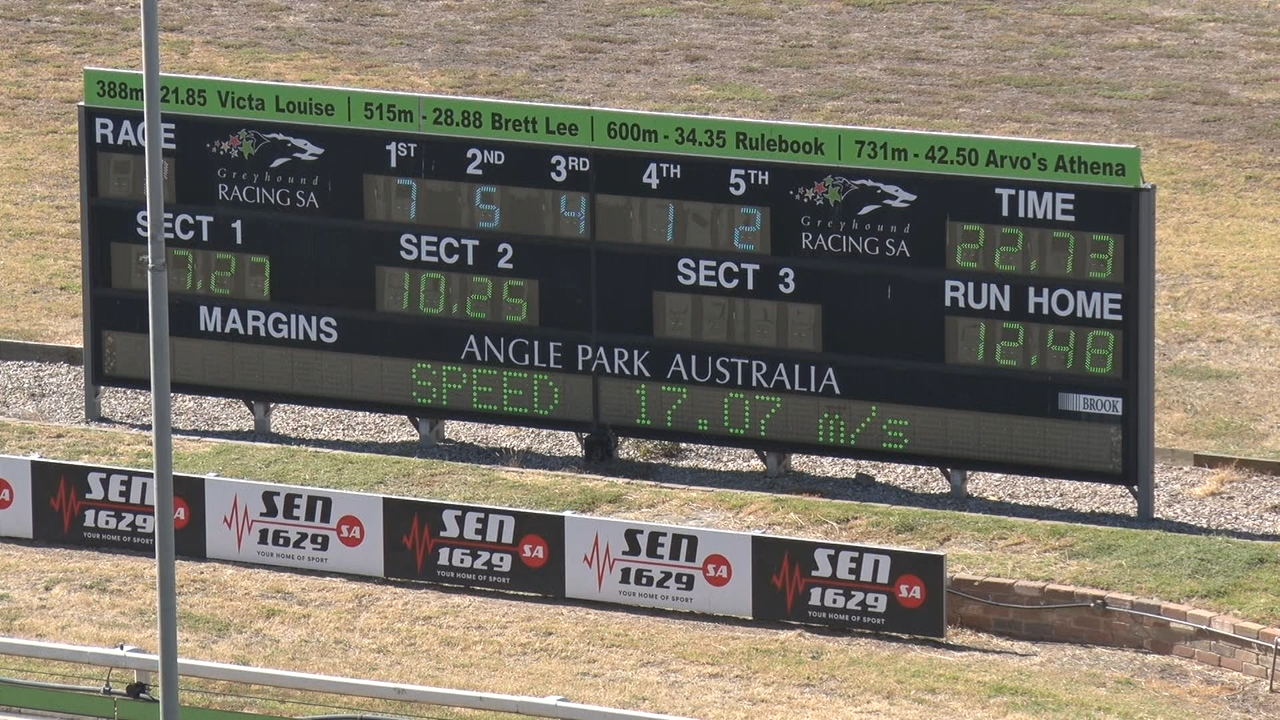 388m 21.85 Victa Louise | 515m - 28.88 Brett Lee | 600m - 34.35 Rulebook | 731m - 42.50 Arvo's Athena
RACE
Greyhound
RACING SA
1ST 2ND 3RD 4TH 5TH
7 5 4 1 2
Greyhound
RACING SA
TIME
22.73
SECT 1
7.27
SECT 2
10.25
SECT 3
RUN HOME
12.48
MARGINS
ANGLE PARK AUSTRALIA
SPEED 17.07 m/s
BROOK
SEN
1629 SA
YOUR HOME OF SPORT
SEN
1629 SA
YOUR HOME OF SPORT
SEN
1629 SA
YOUR HOME OF SPORT
SEN
1629 SA
YOUR HOME OF SPORT
SEN
1629 SA
YOUR HOME OF SPORT